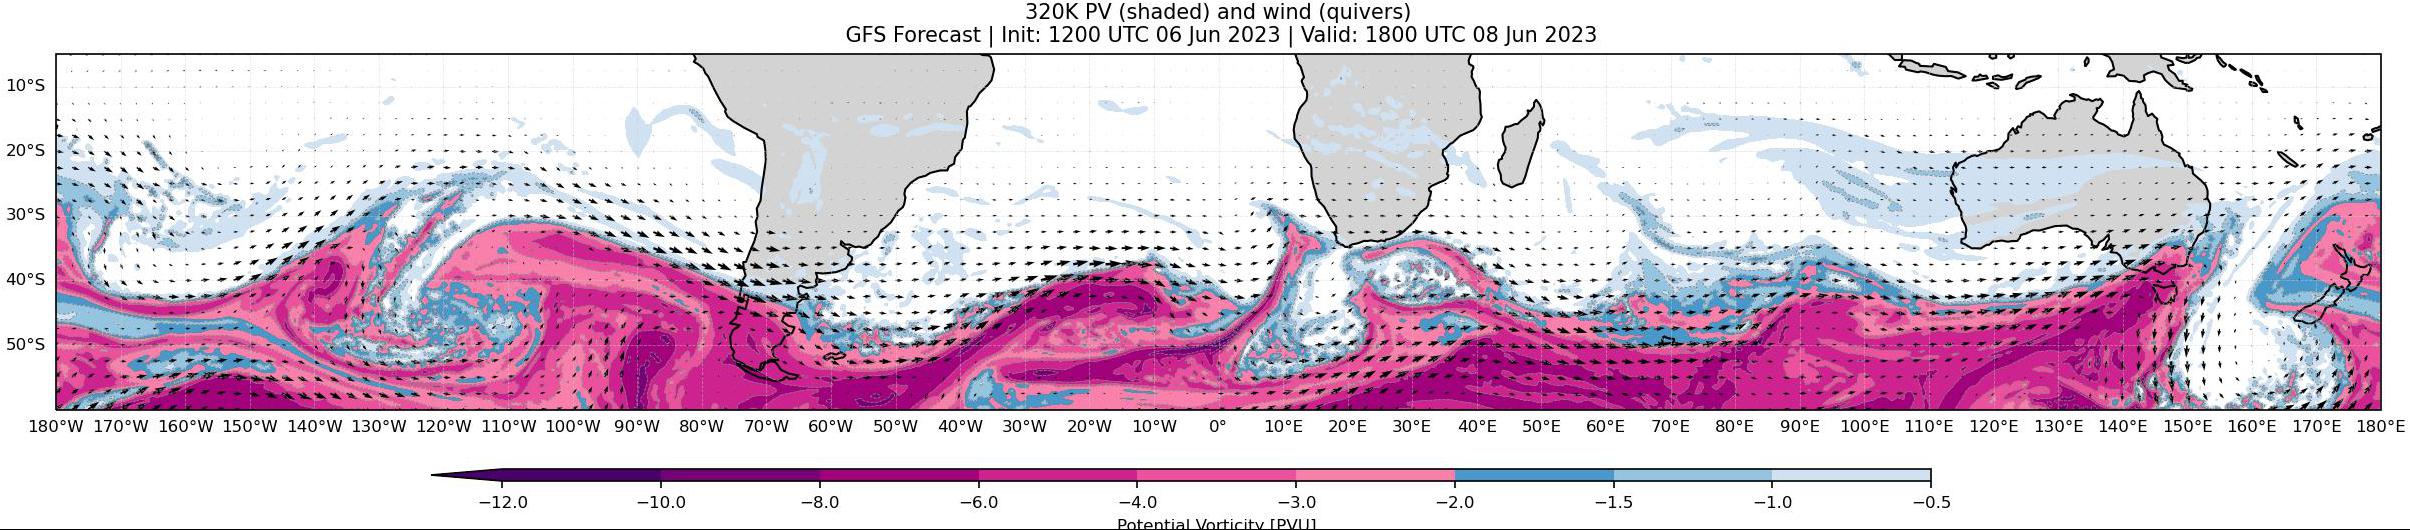 320K PV (shaded) and wind (quivers)
GFS Forecast | Init: 1200 UTC 06 Jun 2023 | Valid: 1800 UTC 08 Jun 2023
10°S
20°S
30°S
40°S
50°S
180°W 170°W 160°W 150°W 140°W 130°W 120°W 110°W 100°W 90°W 80°W 70°W 60°W 50°W 40°W 30°W 20°W 10°W 0° 10°E 20°E 30°E 40°E 50°E 60°E 70°E 80°E 90°E 100°E 110°E 120°E 130°E 140°E 150°E 160°E 170°E 180°E
−12.0 −10.0 −8.0 −6.0 −4.0 −3.0 −2.0 −1.5 −1.0 −0.5
Potential Vorticity [PVU]